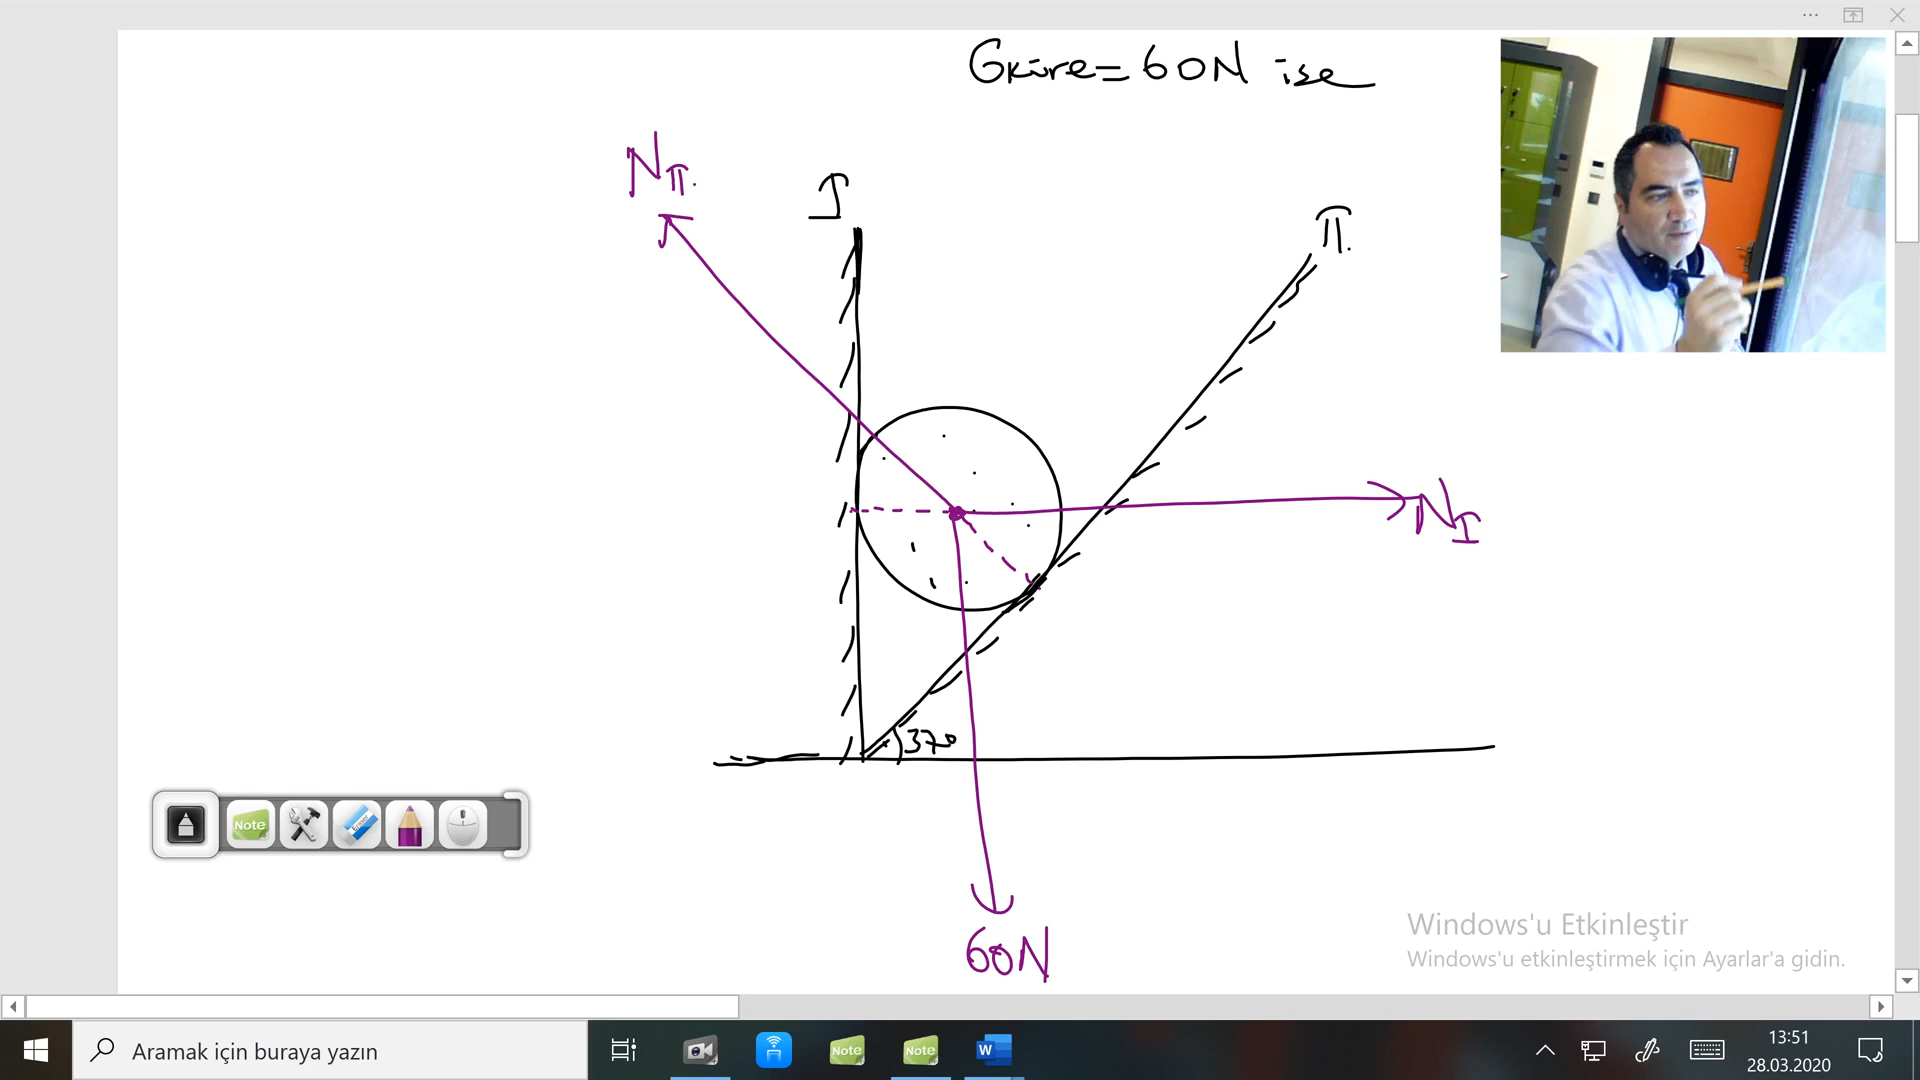 Gküre=60N ise
NII.
I
II.
NI
37°
60N
Note
Eraser
Windows'u Etkinleştir
Windows'u etkinleştirmek için Ayarlar'a gidin.
Aramak için buraya yazın
Note
Note
W
13:51
28.03.2020